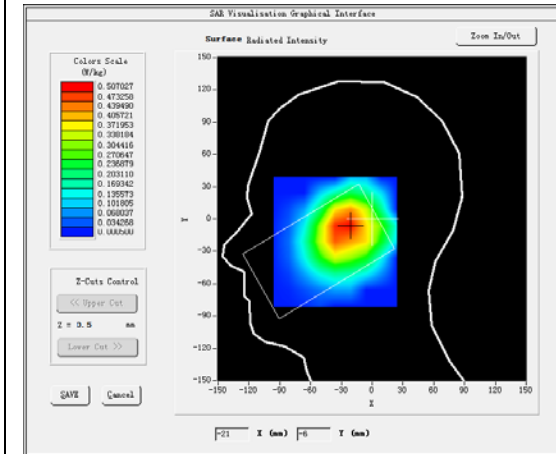 SAR Visualisation Graphical Interface
Surface Radiated Intensity
Zoom In/Out
Colors Scale
(W/kg)
0.507027
0.473258
0.439490
0.405721
0.371953
0.338184
0.304416
0.270647
0.236879
0.203110
0.169342
0.135573
0.101805
0.068037
0.034268
0.000500
Z-Cuts Control
<< Upper Cut
Z = 0.5 mm
Lower Cut >>
SAVE Cancel
150
120
90
60
30
0
-30
-60
-90
-120
-150
Y
-150 -120 -90 -60 -30 0 30 60 90 120 150
X
-21 X (mm) -6 Y (mm)